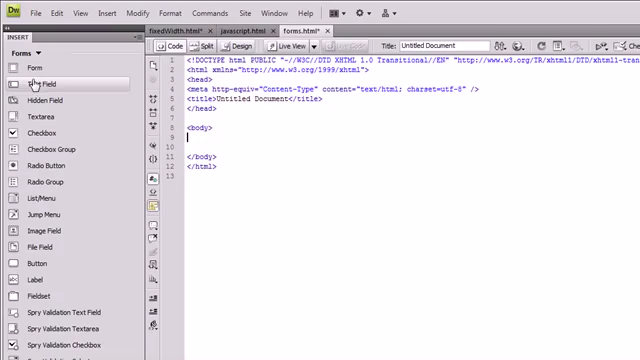 Dw File Edit View Insert Modify Format Commands Site Window Help
INSERT
fixedWidth.html* × javascript.html × forms.html* ×
Code Split Design Live View Title: Untitled Document
Forms
Form
Text Field
Hidden Field
Textarea
Checkbox
Checkbox Group
Radio Button
Radio Group
List/Menu
Jump Menu
Image Field
File Field
Button
Label
Fieldset
Spry Validation Text Field
Spry Validation Textarea
Spry Validation Checkbox
1 <!DOCTYPE html PUBLIC "-//W3C//DTD XHTML 1.0 Transitional//EN" "http://www.w3.org/TR/xhtml1/DTD/xhtml1-tran
2 <html xmlns="http://www.w3.org/1999/xhtml">
3 <head>
4 <meta http-equiv="Content-Type" content="text/html; charset=utf-8" />
5 <title>Untitled Document</title>
6 </head>
7
8 <body>
9
10
11 </body>
12 </html>
13